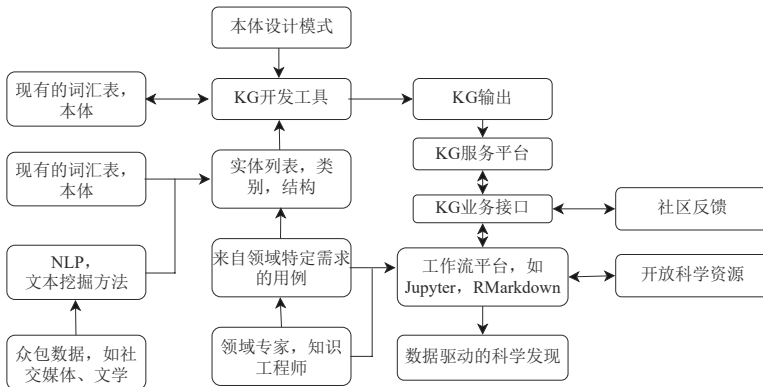 本体设计模式
现有的词汇表，
本体
KG开发工具
KG输出
现有的词汇表，
本体
实体列表，类
别，结构
KG服务平台
KG业务接口
社区反馈
NLP，
文本挖掘方法
来自领域特定需求
的用例
工作流平台，如
Jupyter，RMarkdown
开放科学资源
众包数据，如社
交媒体、文学
领域专家，知识
工程师
数据驱动的科学发现